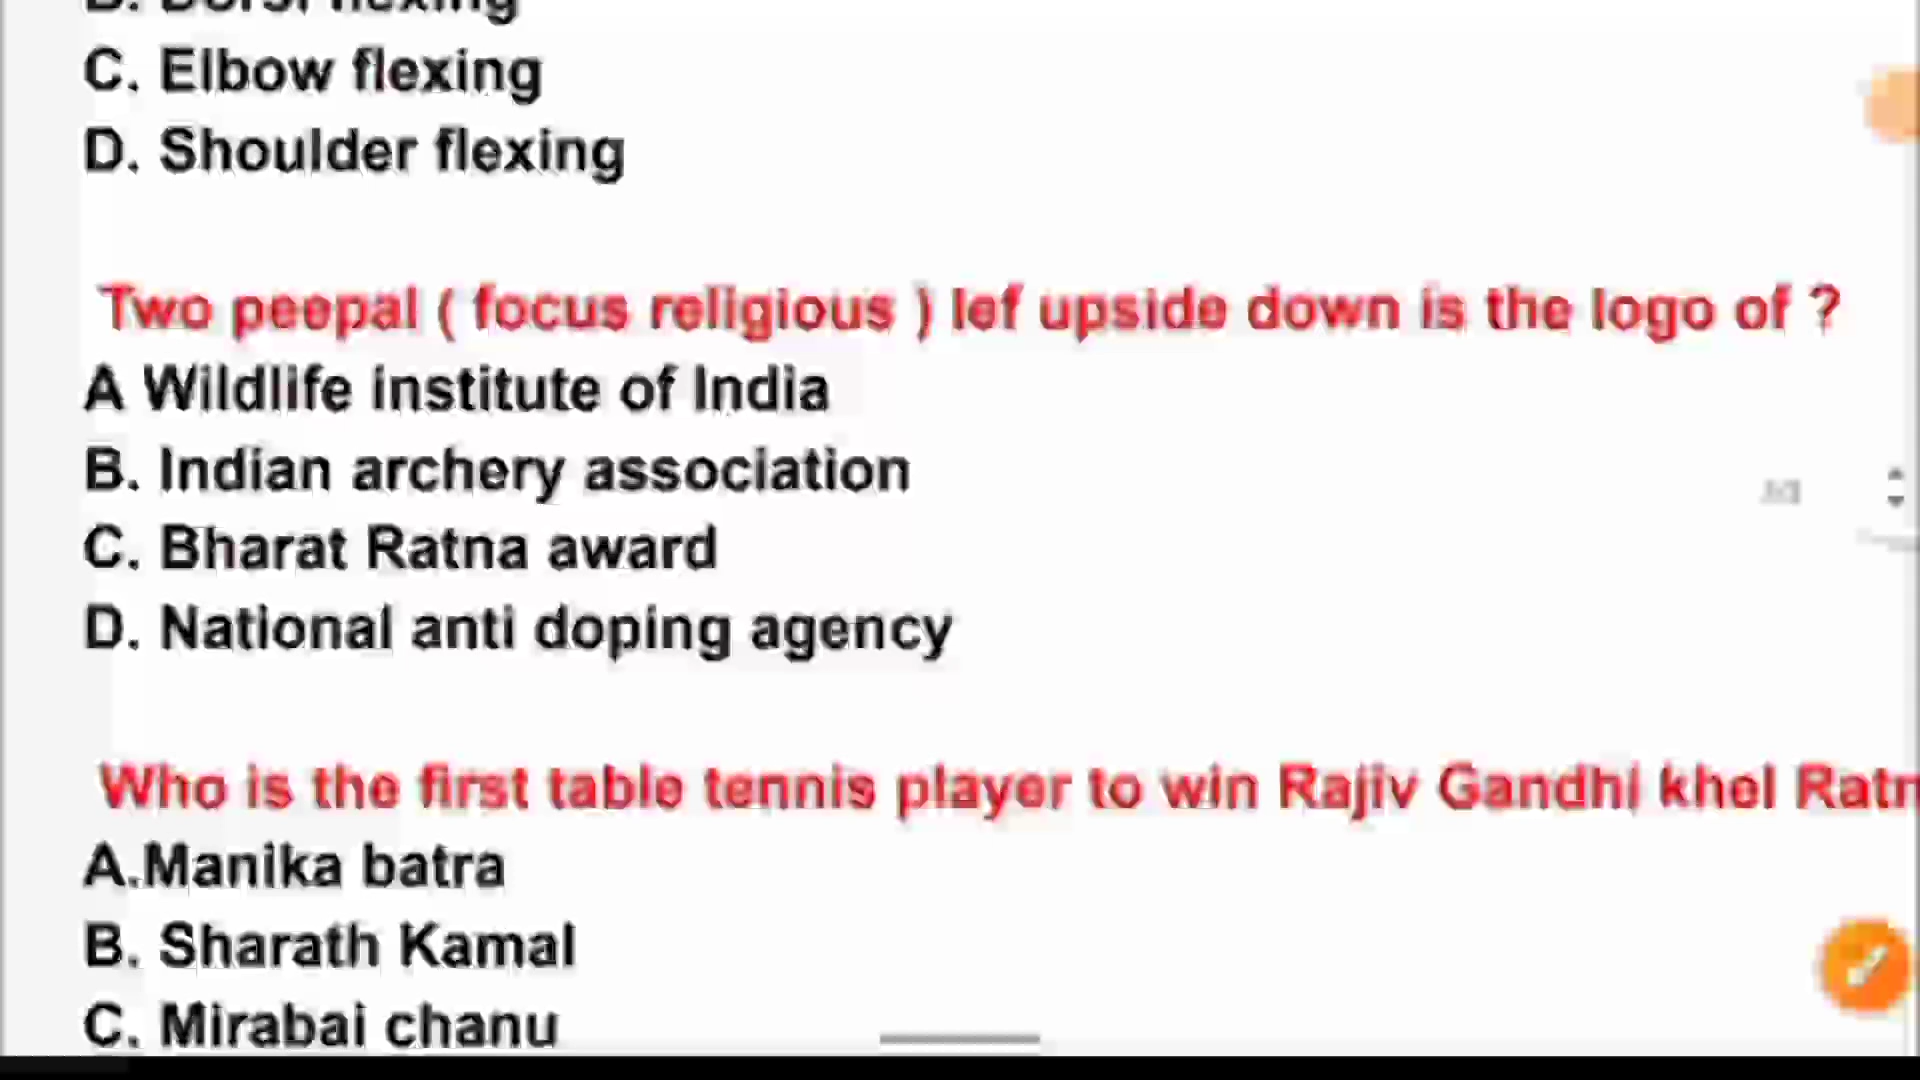 B. Dorsi flexing
C. Elbow flexing
D. Shoulder flexing
Two peepal ( focus religious ) lef upside down is the logo of ?
A Wildlife institute of India
B. Indian archery association
C. Bharat Ratna award
D. National anti doping agency
Who is the first table tennis player to win Rajiv Gandhi khel Ratn
A.Manika batra
B. Sharath Kamal
C. Mirabai chanu